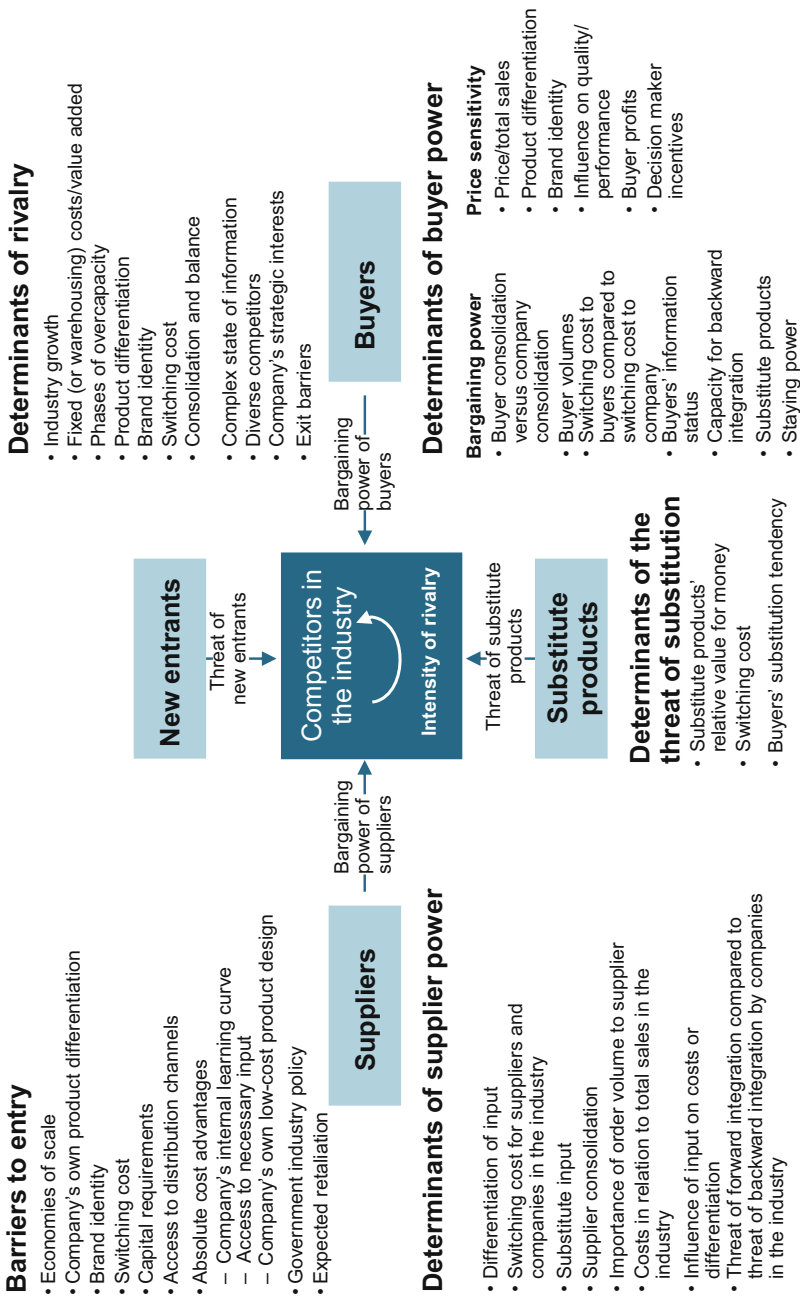 Barriers to entry
• Economies of scale
• Company's own product differentiation
• Brand identity
• Switching cost
• Capital requirements
• Access to distribution channels
• Absolute cost advantages
– Company's internal learning curve
– Access to necessary input
– Company's own low-cost product design
• Government industry policy
• Expected retaliation
New entrants
Threat of
new entrants
Determinants of rivalry
• Industry growth
• Fixed (or warehousing) costs/value added
• Phases of overcapacity
• Product differentiation
• Brand identity
• Switching cost
• Consolidation and balance
• Complex state of information
• Diverse competitors
• Company's strategic interests
• Exit barriers
Suppliers
Bargaining
power of
suppliers
Competitors in
the industry
Intensity of rivalry
Bargaining
power of
buyers
Buyers
Threat of substitute
products
Substitute
products
Determinants of supplier power
• Differentiation of input
• Switching cost for suppliers and
companies in the industry
• Substitute input
• Supplier consolidation
• Importance of order volume to supplier
• Costs in relation to total sales in the
industry
• Influence of input on costs or
differentiation
• Threat of forward integration compared to
threat of backward integration by companies
in the industry
Determinants of the
threat of substitution
• Substitute products'
relative value for money
• Switching cost
• Buyers' substitution tendency
Determinants of buyer power
Bargaining power
• Buyer consolidation
versus company
consolidation
• Buyer volumes
• Switching cost to
buyers compared to
switching cost to
company
• Buyers' information
status
• Capacity for backward
integration
• Substitute products
• Staying power
Price sensitivity
• Price/total sales
• Product differentiation
• Brand identity
• Influence on quality/
performance
• Buyer profits
• Decision maker
incentives